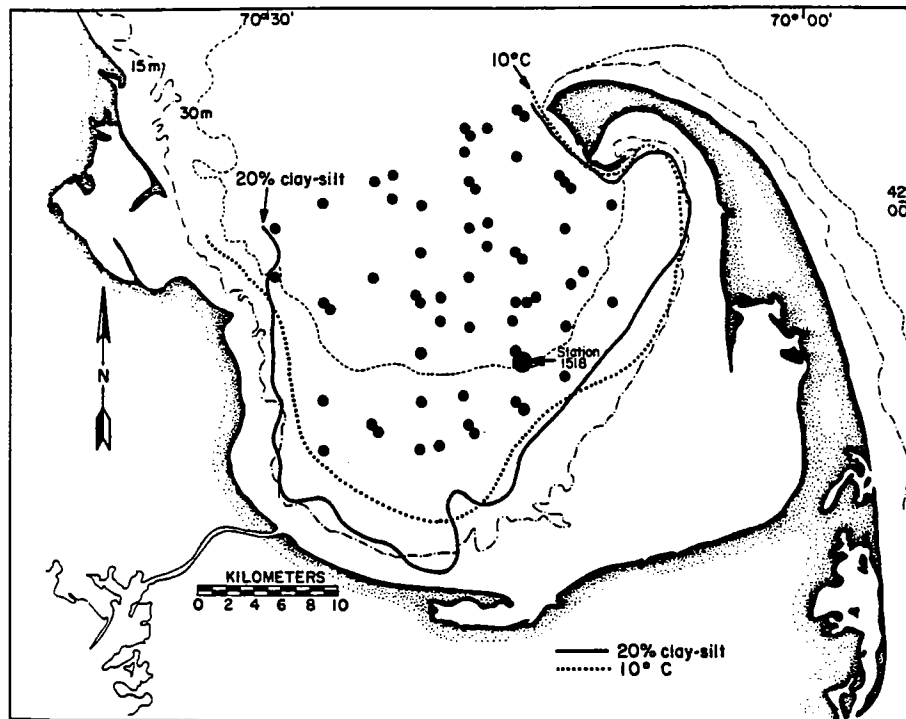 70°30'
70°00'
15m
10°C
30m
20% clay-silt
42°
00'
Station
1518
N
KILOMETERS
0 2 4 6 8 10
20% clay-silt
10° C